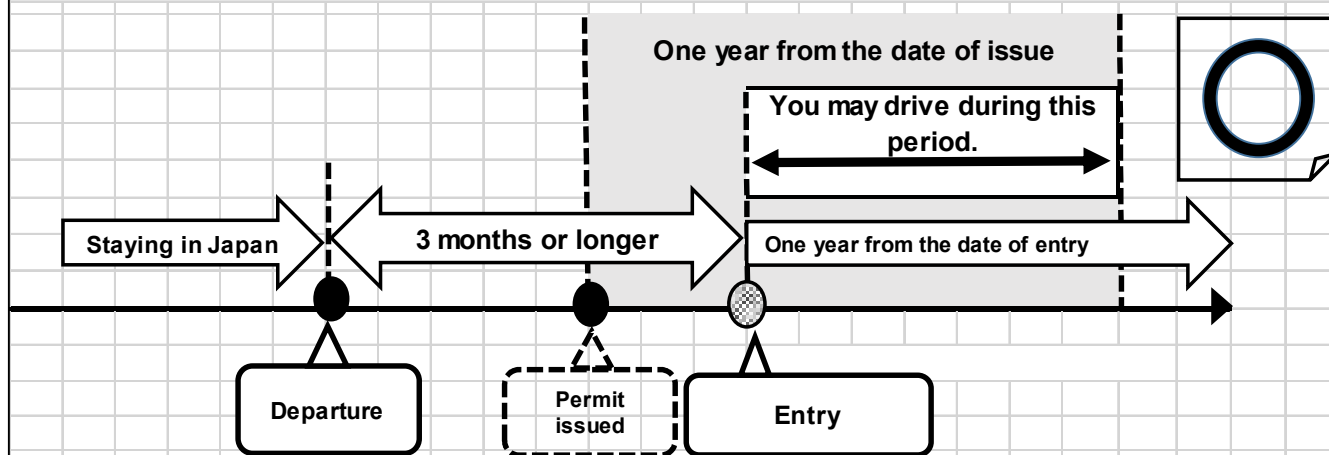 One year from the date of issue
You may drive during this
period.
Staying in Japan
3 months or longer
One year from the date of entry
Departure
Permit
issued
Entry